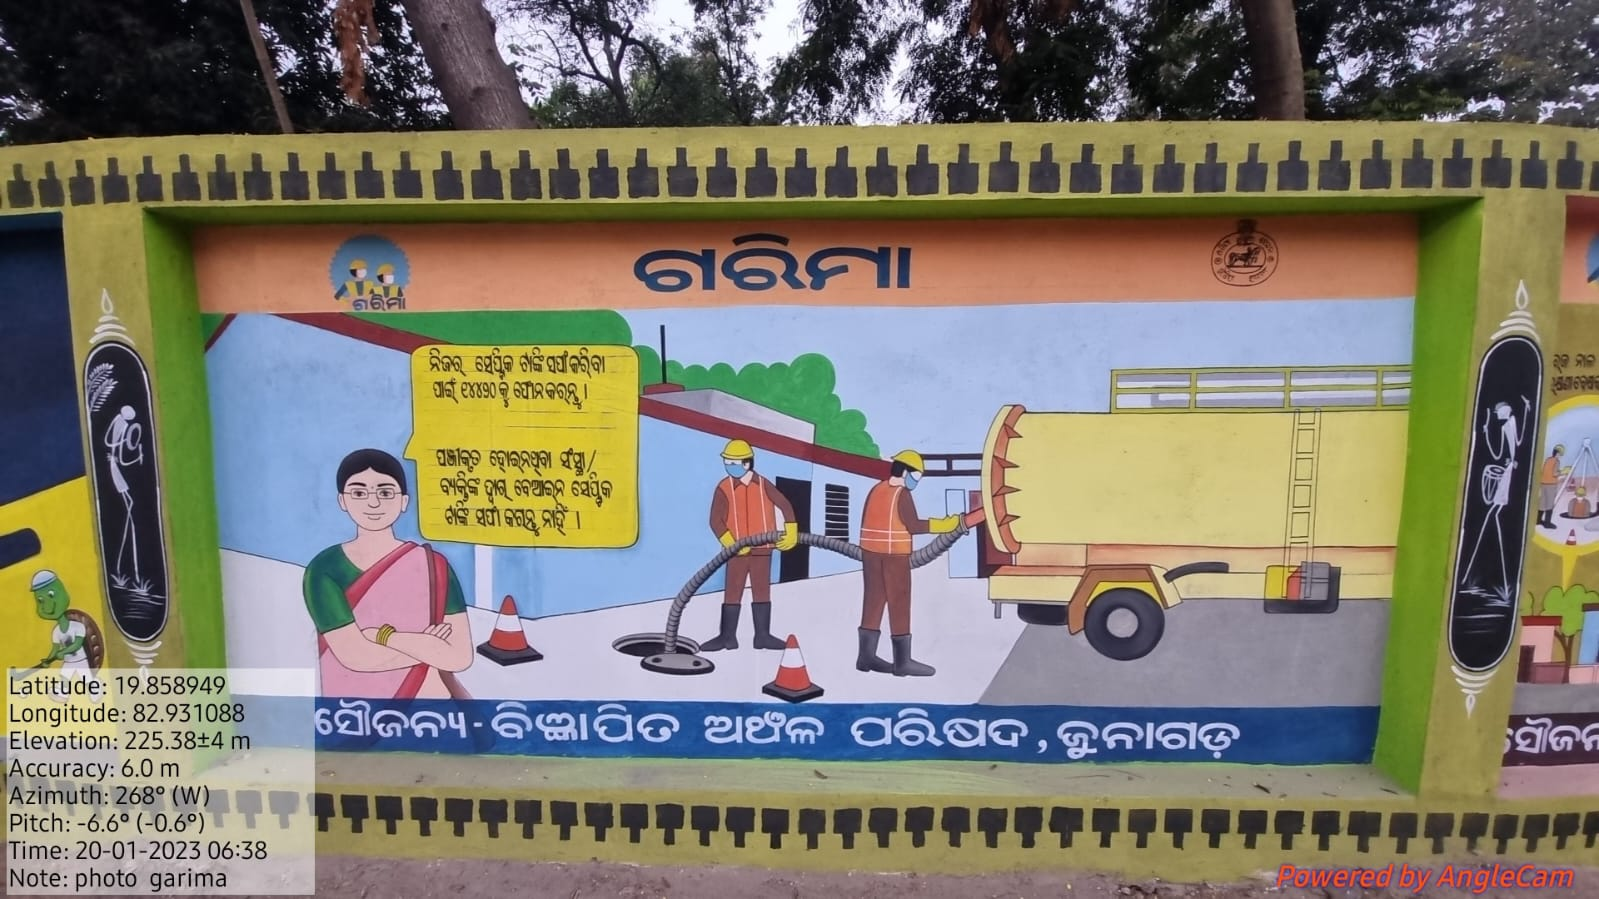 ଗରିମା
ଗରିମା
ନିଜର ସେପ୍ଟିକ ଟାଙ୍କି ସଫାକରିବା
ପାଇଁ ୧୪୪୨୦ କୁ ଫୋନ କରନ୍ତୁ ।
ପଞ୍ଜୀକୃତ ହୋଇନଥିବା ସଂସ୍ଥା/
ବ୍ୟକ୍ତିଙ୍କ ଦ୍ୱାରା ବେଆଇନ ସେପ୍ଟିକ
ଟାଙ୍କି ସଫା କରନ୍ତୁ ନାହିଁ ।
ସୌଜନ୍ୟ - ବିଜ୍ଞାପିତ ଅଞ୍ଚଳ ପରିଷଦ, ଜୁନାଗଡ଼
Latitude: 19.858949
Longitude: 82.931088
Elevation: 225.38±4 m
Accuracy: 6.0 m
Azimuth: 268° (W)
Pitch: -6.6° (-0.6°)
Time: 20-01-2023 06:38
Note: photo garima
Powered by AngleCam